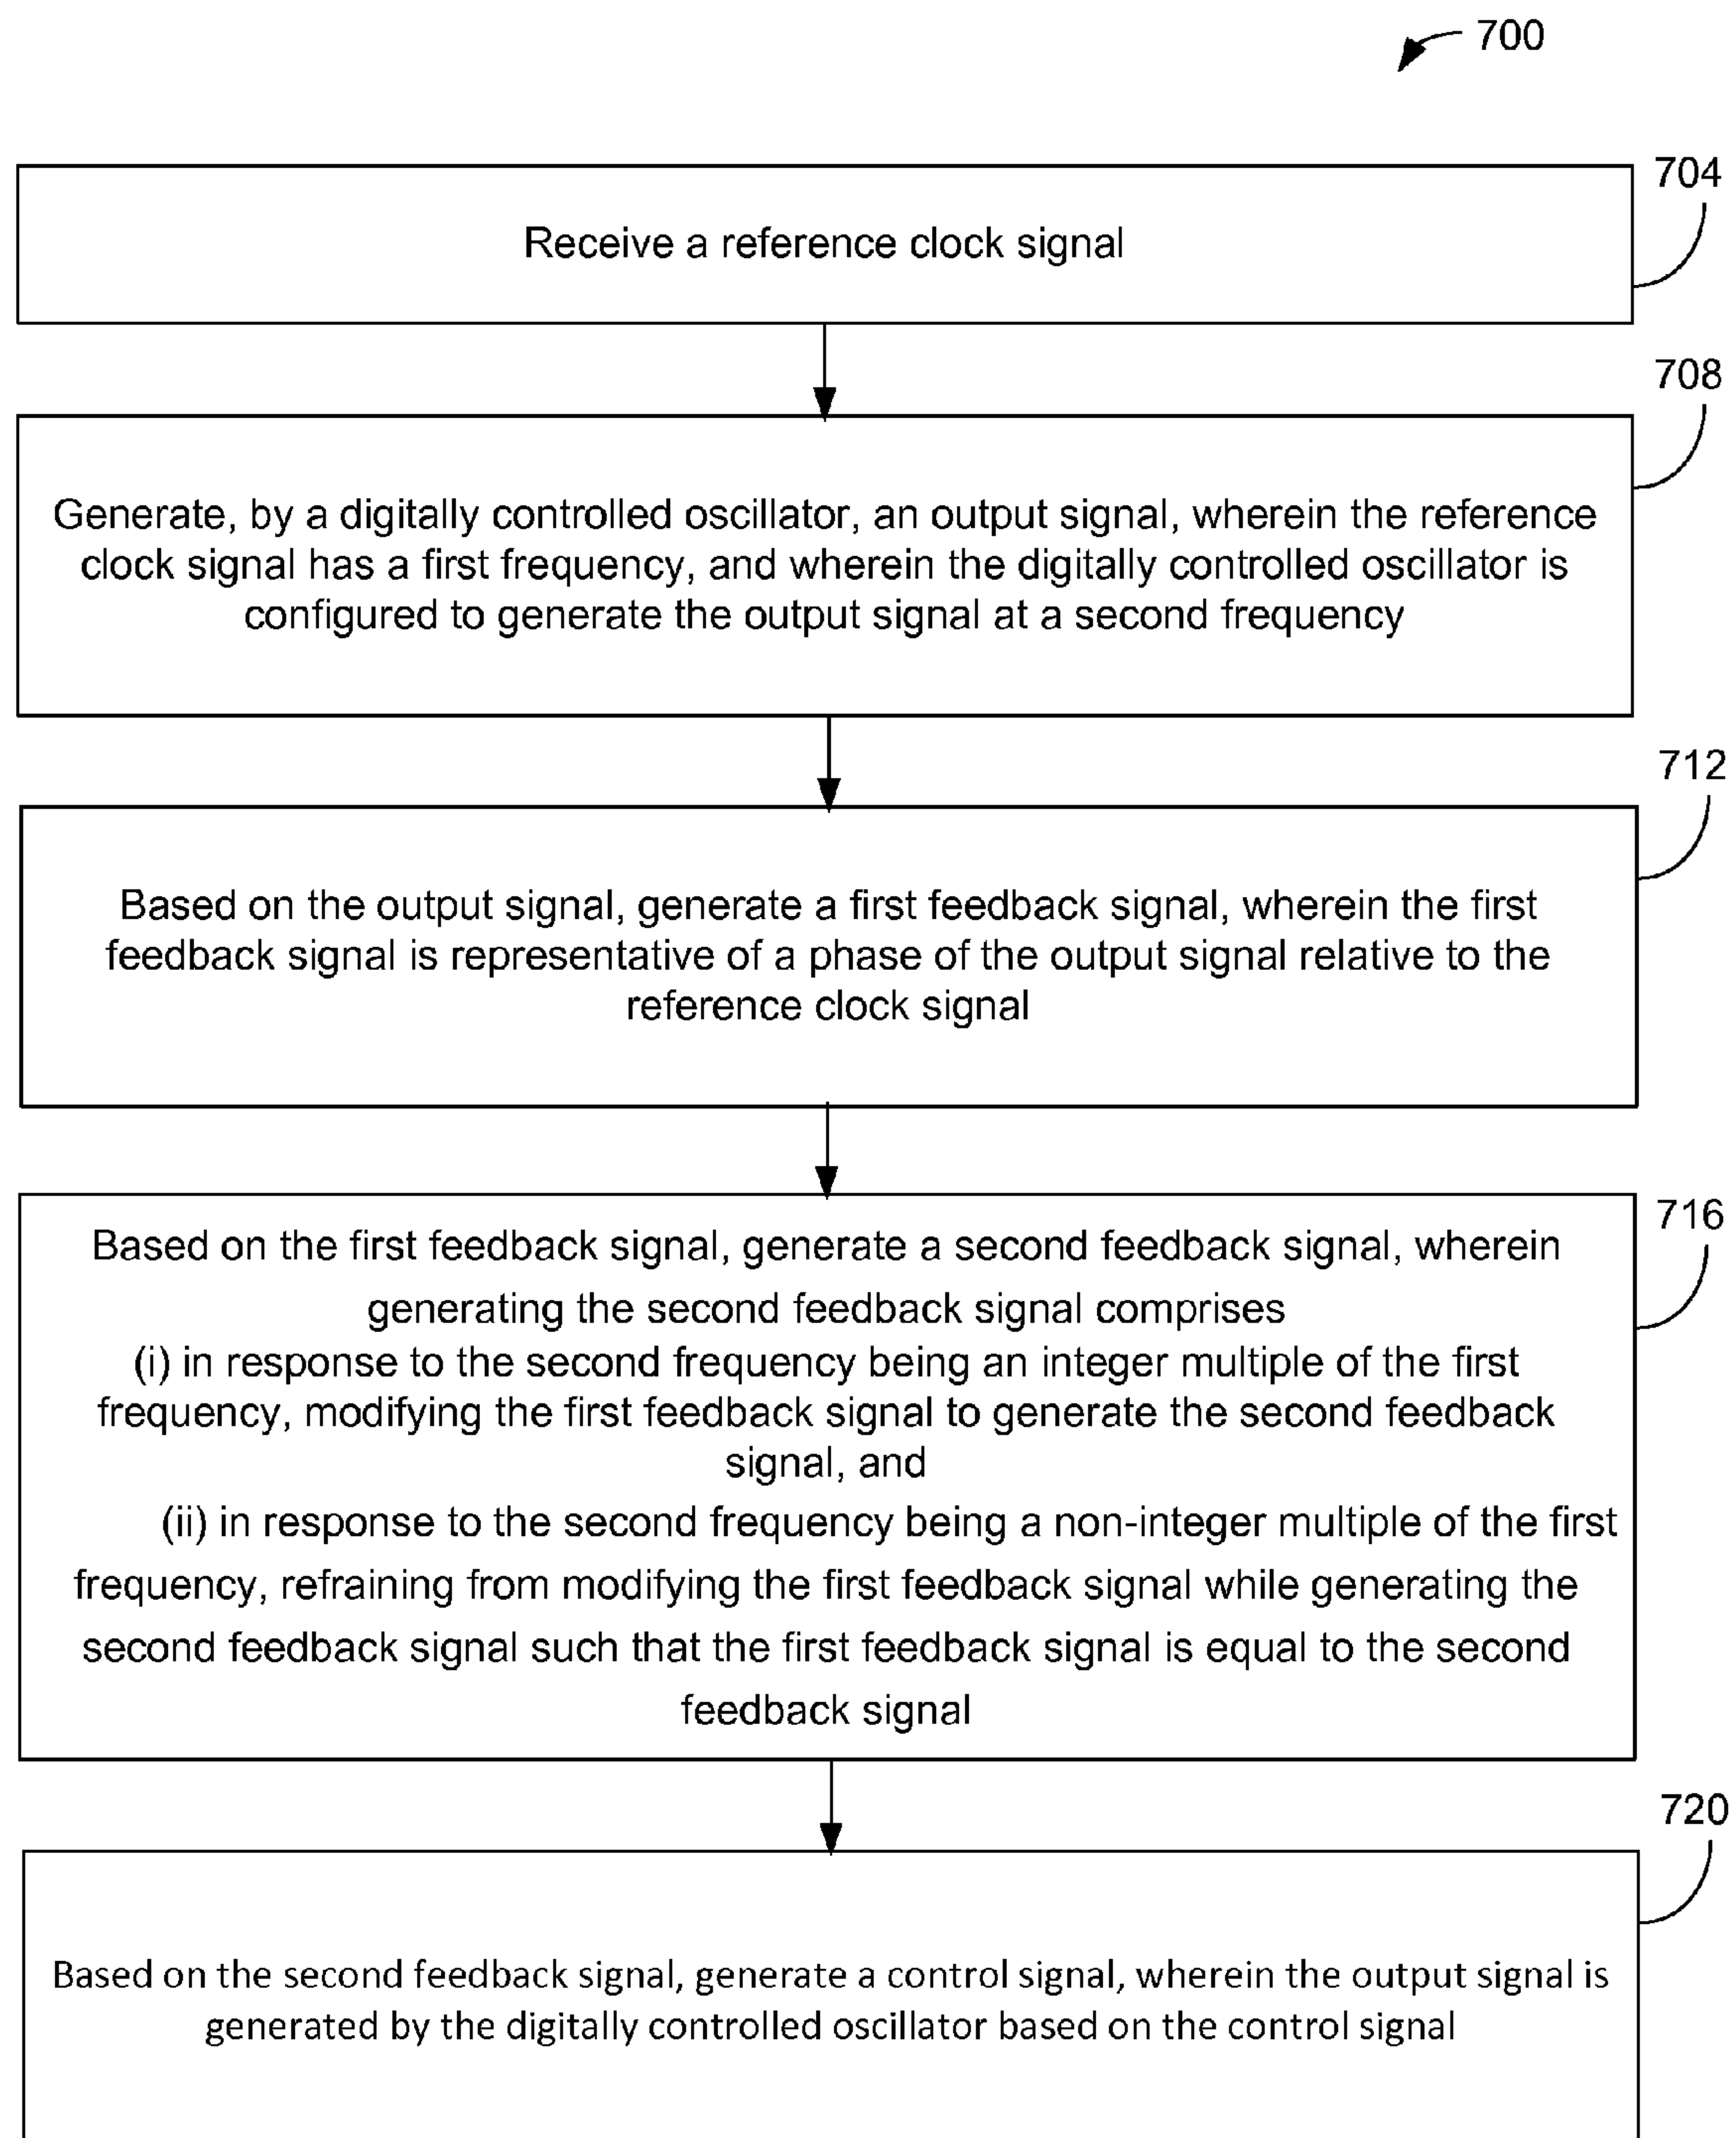 700
704
Receive a reference clock signal
708
Generate, by a digitally controlled oscillator, an output signal, wherein the reference
clock signal has a first frequency, and wherein the digitally controlled oscillator is
configured to generate the output signal at a second frequency
712
Based on the output signal, generate a first feedback signal, wherein the first
feedback signal is representative of a phase of the output signal relative to the
reference clock signal
716
Based on the first feedback signal, generate a second feedback signal, wherein
generating the second feedback signal comprises
(i) in response to the second frequency being an integer multiple of the first
frequency, modifying the first feedback signal to generate the second feedback
signal, and
(ii) in response to the second frequency being a non-integer multiple of the first
frequency, refraining from modifying the first feedback signal while generating the
second feedback signal such that the first feedback signal is equal to the second
feedback signal
720
Based on the second feedback signal, generate a control signal, wherein the output signal is
generated by the digitally controlled oscillator based on the control signal